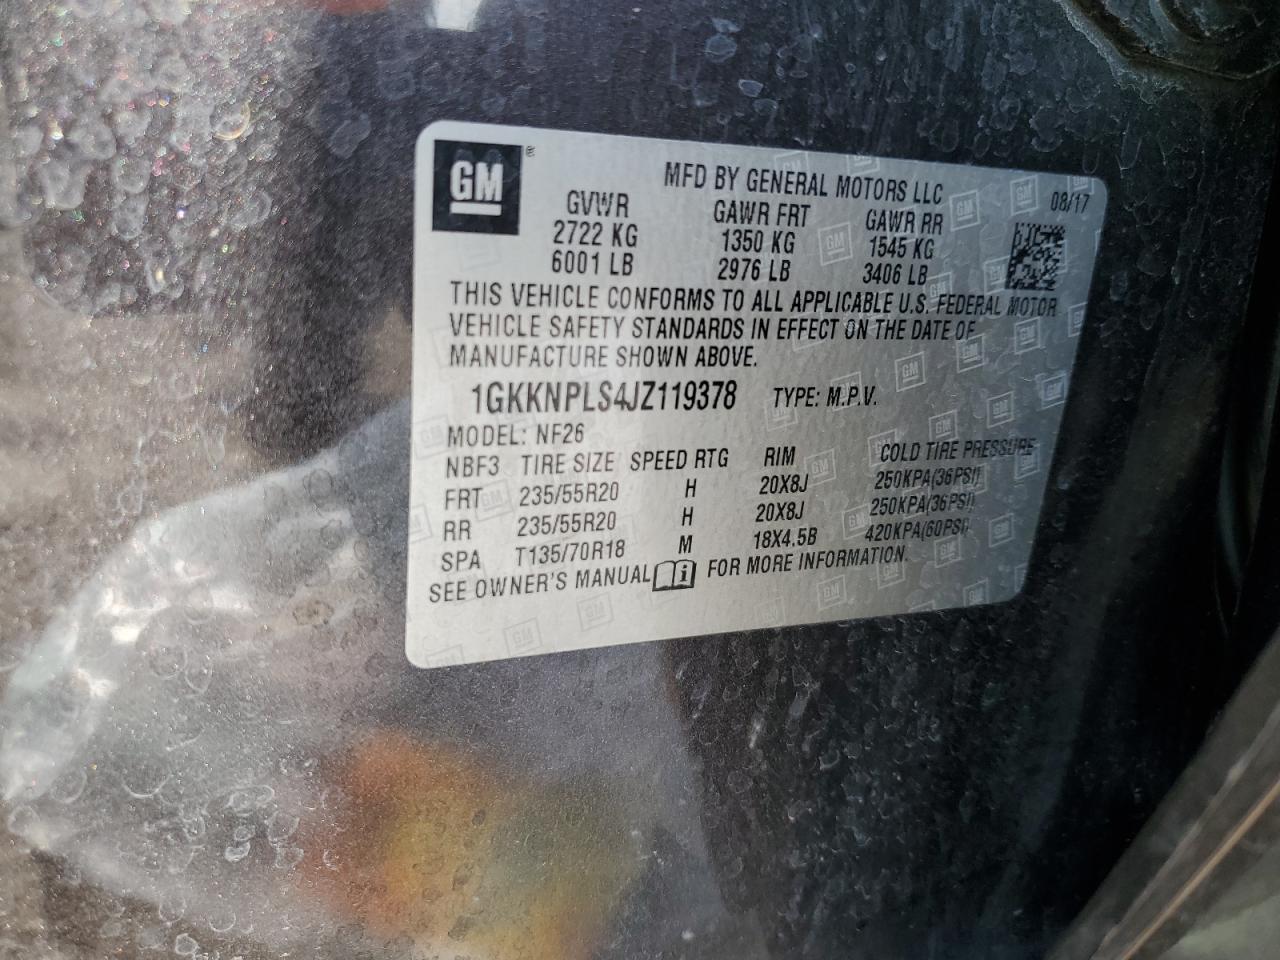 GM®
MFD BY GENERAL MOTORS LLC
08/17
GVWR GAWR FRT GAWR RR
2722 KG 1350 KG 1545 KG
6001 LB 2976 LB 3406 LB
THIS VEHICLE CONFORMS TO ALL APPLICABLE U.S. FEDERAL MOTOR
VEHICLE SAFETY STANDARDS IN EFFECT ON THE DATE OF
MANUFACTURE SHOWN ABOVE.
1GKKNPLS4JZ119378 TYPE: M.P.V.
MODEL: NF26
NBF3 TIRE SIZE SPEED RTG RIM COLD TIRE PRESSURE
FRT 235/55R20 H 20X8J 250KPA(36PSI)
RR 235/55R20 H 20X8J 250KPA(36PSI)
SPA T135/70R18 M 18X4.5B 420KPA(60PSI)
SEE OWNER'S MANUAL FOR MORE INFORMATION.